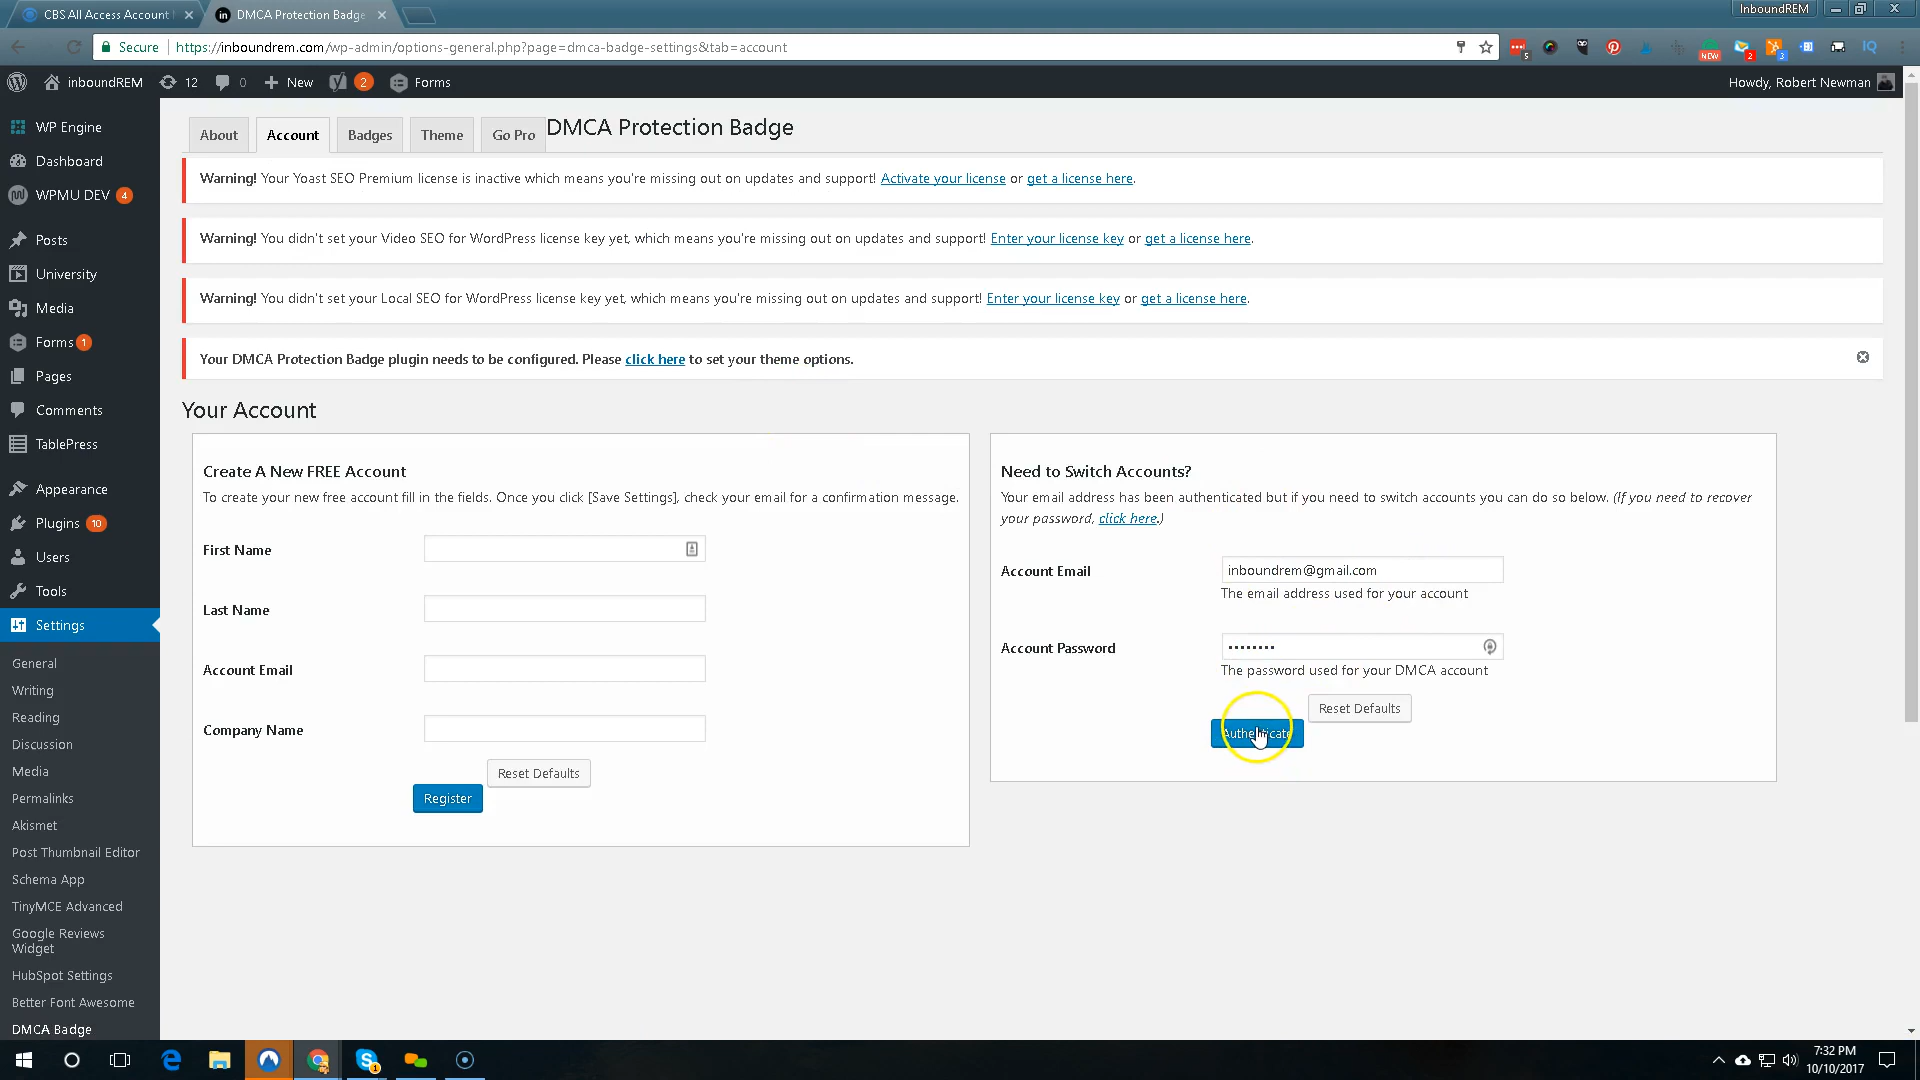 CBS All Access Account
DMCA Protection Badge
InboundREM
Secure
https://inboundrem.com/wp-admin/options-general.php?page=dmca-badge-settings&tab=account
5
NEW
2
3
IQ
inboundREM
12
0
New
2
Forms
Howdy, Robert Newman
WP Engine
Dashboard
WPMU DEV 4
Posts
University
Media
Forms 1
Pages
Comments
TablePress
Appearance
Plugins 10
Users
Tools
Settings
General
Writing
Reading
Discussion
Media
Permalinks
Akismet
Post Thumbnail Editor
Schema App
TinyMCE Advanced
Google Reviews
Widget
HubSpot Settings
Better Font Awesome
DMCA Badge
About
Account
Badges
Theme
Go Pro
DMCA Protection Badge
Warning! Your Yoast SEO Premium license is inactive which means you're missing out on updates and support! Activate your license or get a license here.
Warning! You didn't set your Video SEO for WordPress license key yet, which means you're missing out on updates and support! Enter your license key or get a license here.
Warning! You didn't set your Local SEO for WordPress license key yet, which means you're missing out on updates and support! Enter your license key or get a license here.
Your DMCA Protection Badge plugin needs to be configured. Please click here to set your theme options.
Your Account
Create A New FREE Account
To create your new free account fill in the fields. Once you click [Save Settings], check your email for a confirmation message.
First Name
Last Name
Account Email
Company Name
Reset Defaults
Register
Need to Switch Accounts?
Your email address has been authenticated but if you need to switch accounts you can do so below. (If you need to recover
your password, click here.)
Account Email
inboundrem@gmail.com
The email address used for your account
Account Password
••••••••
The password used for your DMCA account
Reset Defaults
Authenticate
1
7:32 PM
10/10/2017